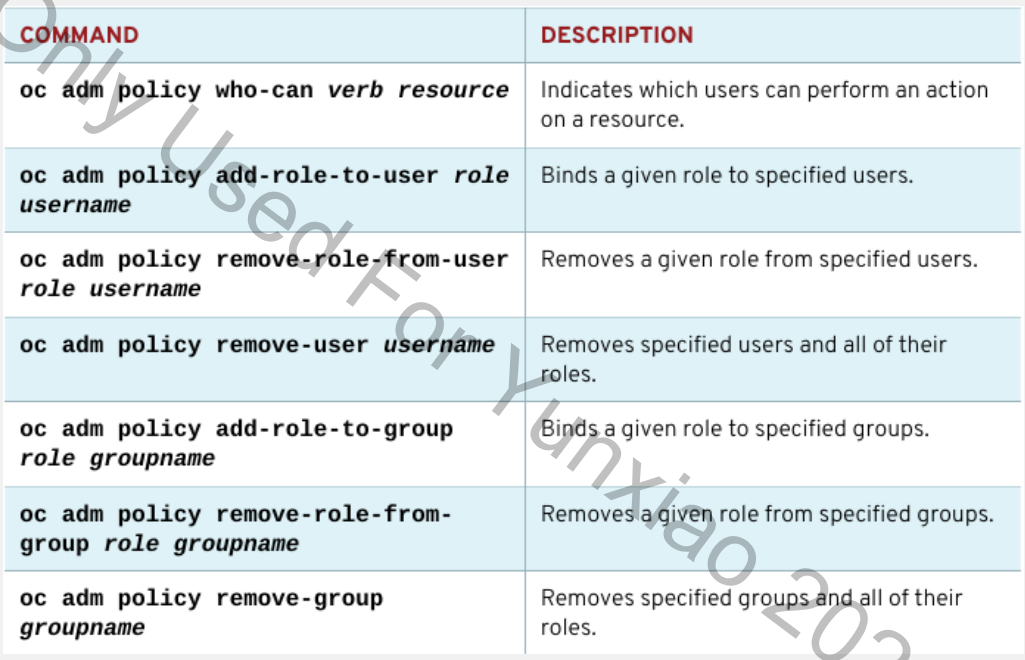 COMMAND DESCRIPTION
oc adm policy who-can verb resource Indicates which users can perform an action
on a resource.
oc adm policy add-role-to-user role Binds a given role to specified users.
username
oc adm policy remove-role-from-user Removes a given role from specified users.
role username
oc adm policy remove-user username Removes specified users and all of their
roles.
oc adm policy add-role-to-group Binds a given role to specified groups.
role groupname
oc adm policy remove-role-from- Removes a given role from specified groups.
group role groupname
oc adm policy remove-group Removes specified groups and all of their
groupname roles.
Only Used For Yunxiao 202